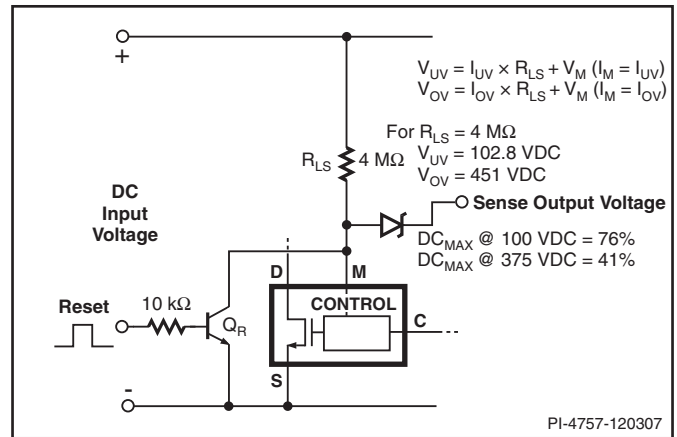 +
V_UV = I_UV × R_LS + V_M (I_M = I_UV)
V_OV = I_OV × R_LS + V_M (I_M = I_OV)
For R_LS = 4 MΩ
V_UV = 102.8 VDC
V_OV = 451 VDC
R_LS
4 MΩ
DC
Input
Voltage
Sense Output Voltage
DC_MAX @ 100 VDC = 76%
DC_MAX @ 375 VDC = 41%
D
M
CONTROL
C
Reset
10 kΩ
Q_R
S
-
PI-4757-120307